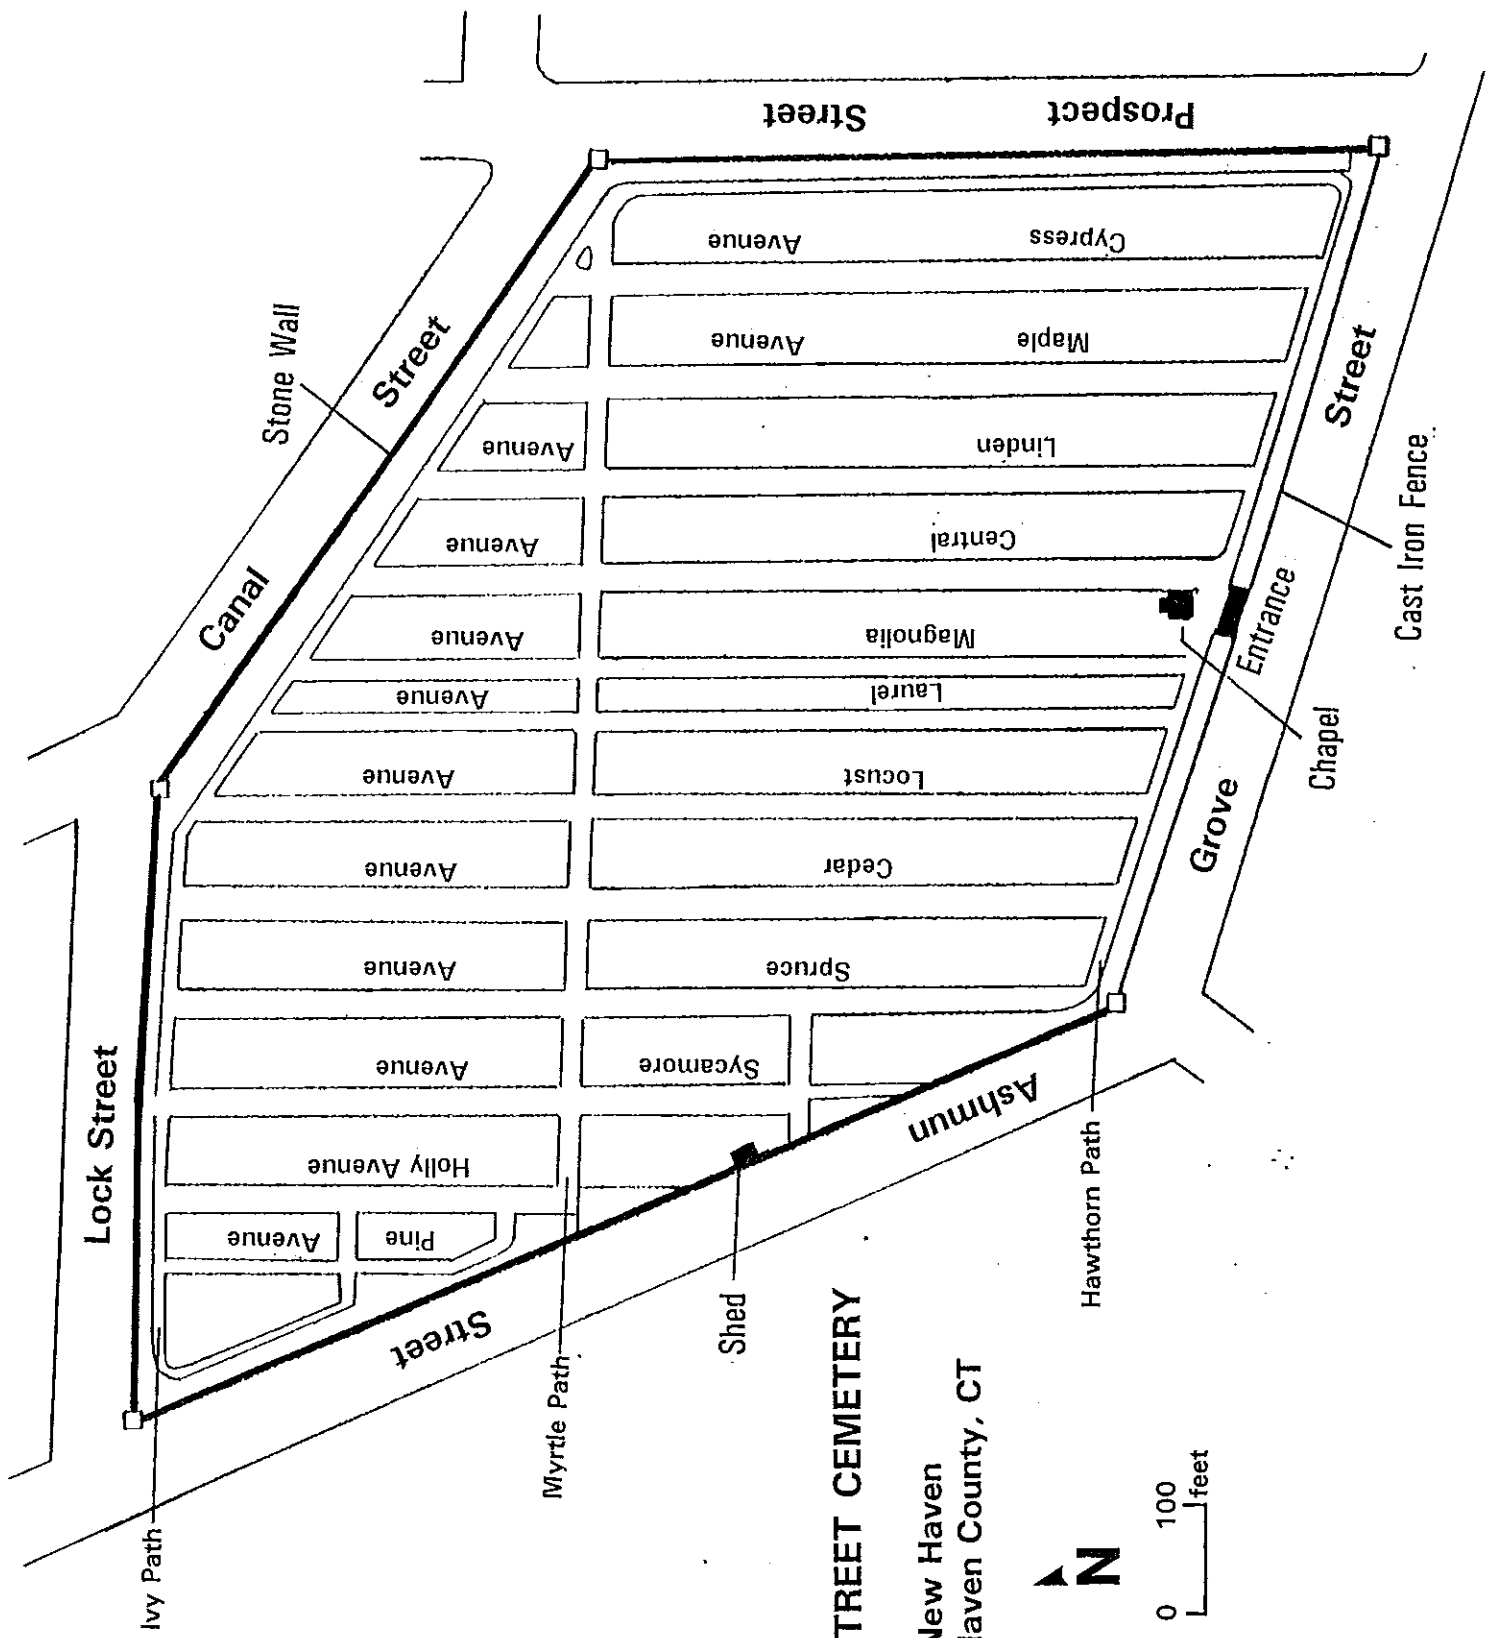 Prospect Street
Stone Wall
Canal Street
Lock Street
Cypress Avenue
Maple Avenue
Linden Avenue
Central Avenue
Magnolia Avenue
Laurel Avenue
Locust Avenue
Cedar Avenue
Spruce Avenue
Sycamore Avenue
Holly Avenue
Pine Avenue
Ashmun Street
Grove Street
Cast Iron Fence
Entrance
Chapel
Hawthorn Path
Shed
Myrtle Path
Ivy Path
TREET CEMETERY
New Haven
Haven County, CT
N
0 100
feet